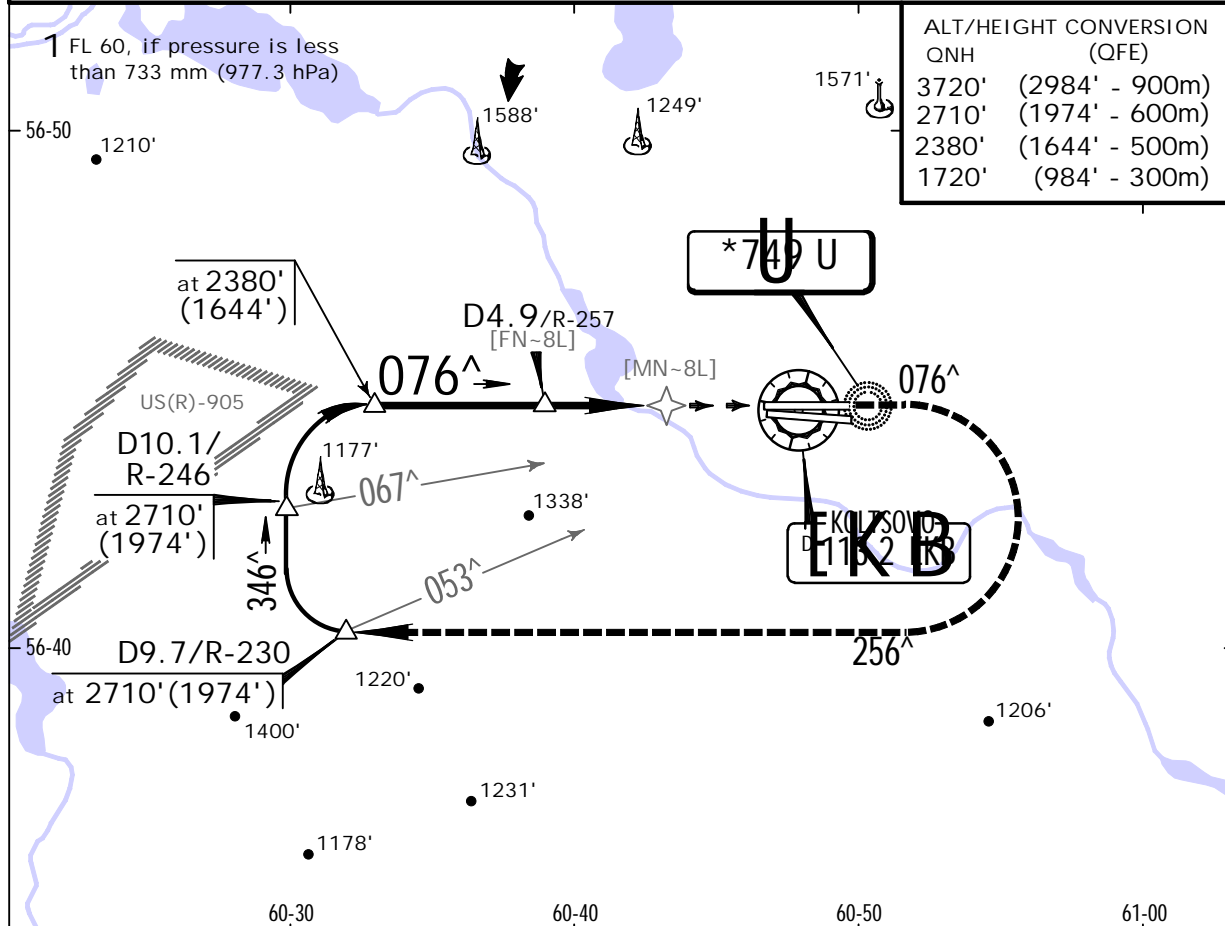 1 FL 60, if pressure is less
than 733 mm (977.3 hPa)
ALT/HEIGHT CONVERSION
QNH (QFE)
3720' (2984' - 900m)
2710' (1974' - 600m)
2380' (1644' - 500m)
1720' (984' - 300m)
1571'
1588'
1249'
56-50
1210'
U
*749 U
at 2380'
(1644')
D4.9/R-257
[FN~8L]
076^
[MN~8L]
076^
US(R)-905
D10.1/
R-246
at 2710'
(1974')
1177'
067^
1338'
KOLTSOVO
EKB
346^
053^
56-40
D9.7/R-230
at 2710'(1974')
256^
1220'
1400'
1206'
1231'
1178'
60-30
60-40
60-50
61-00